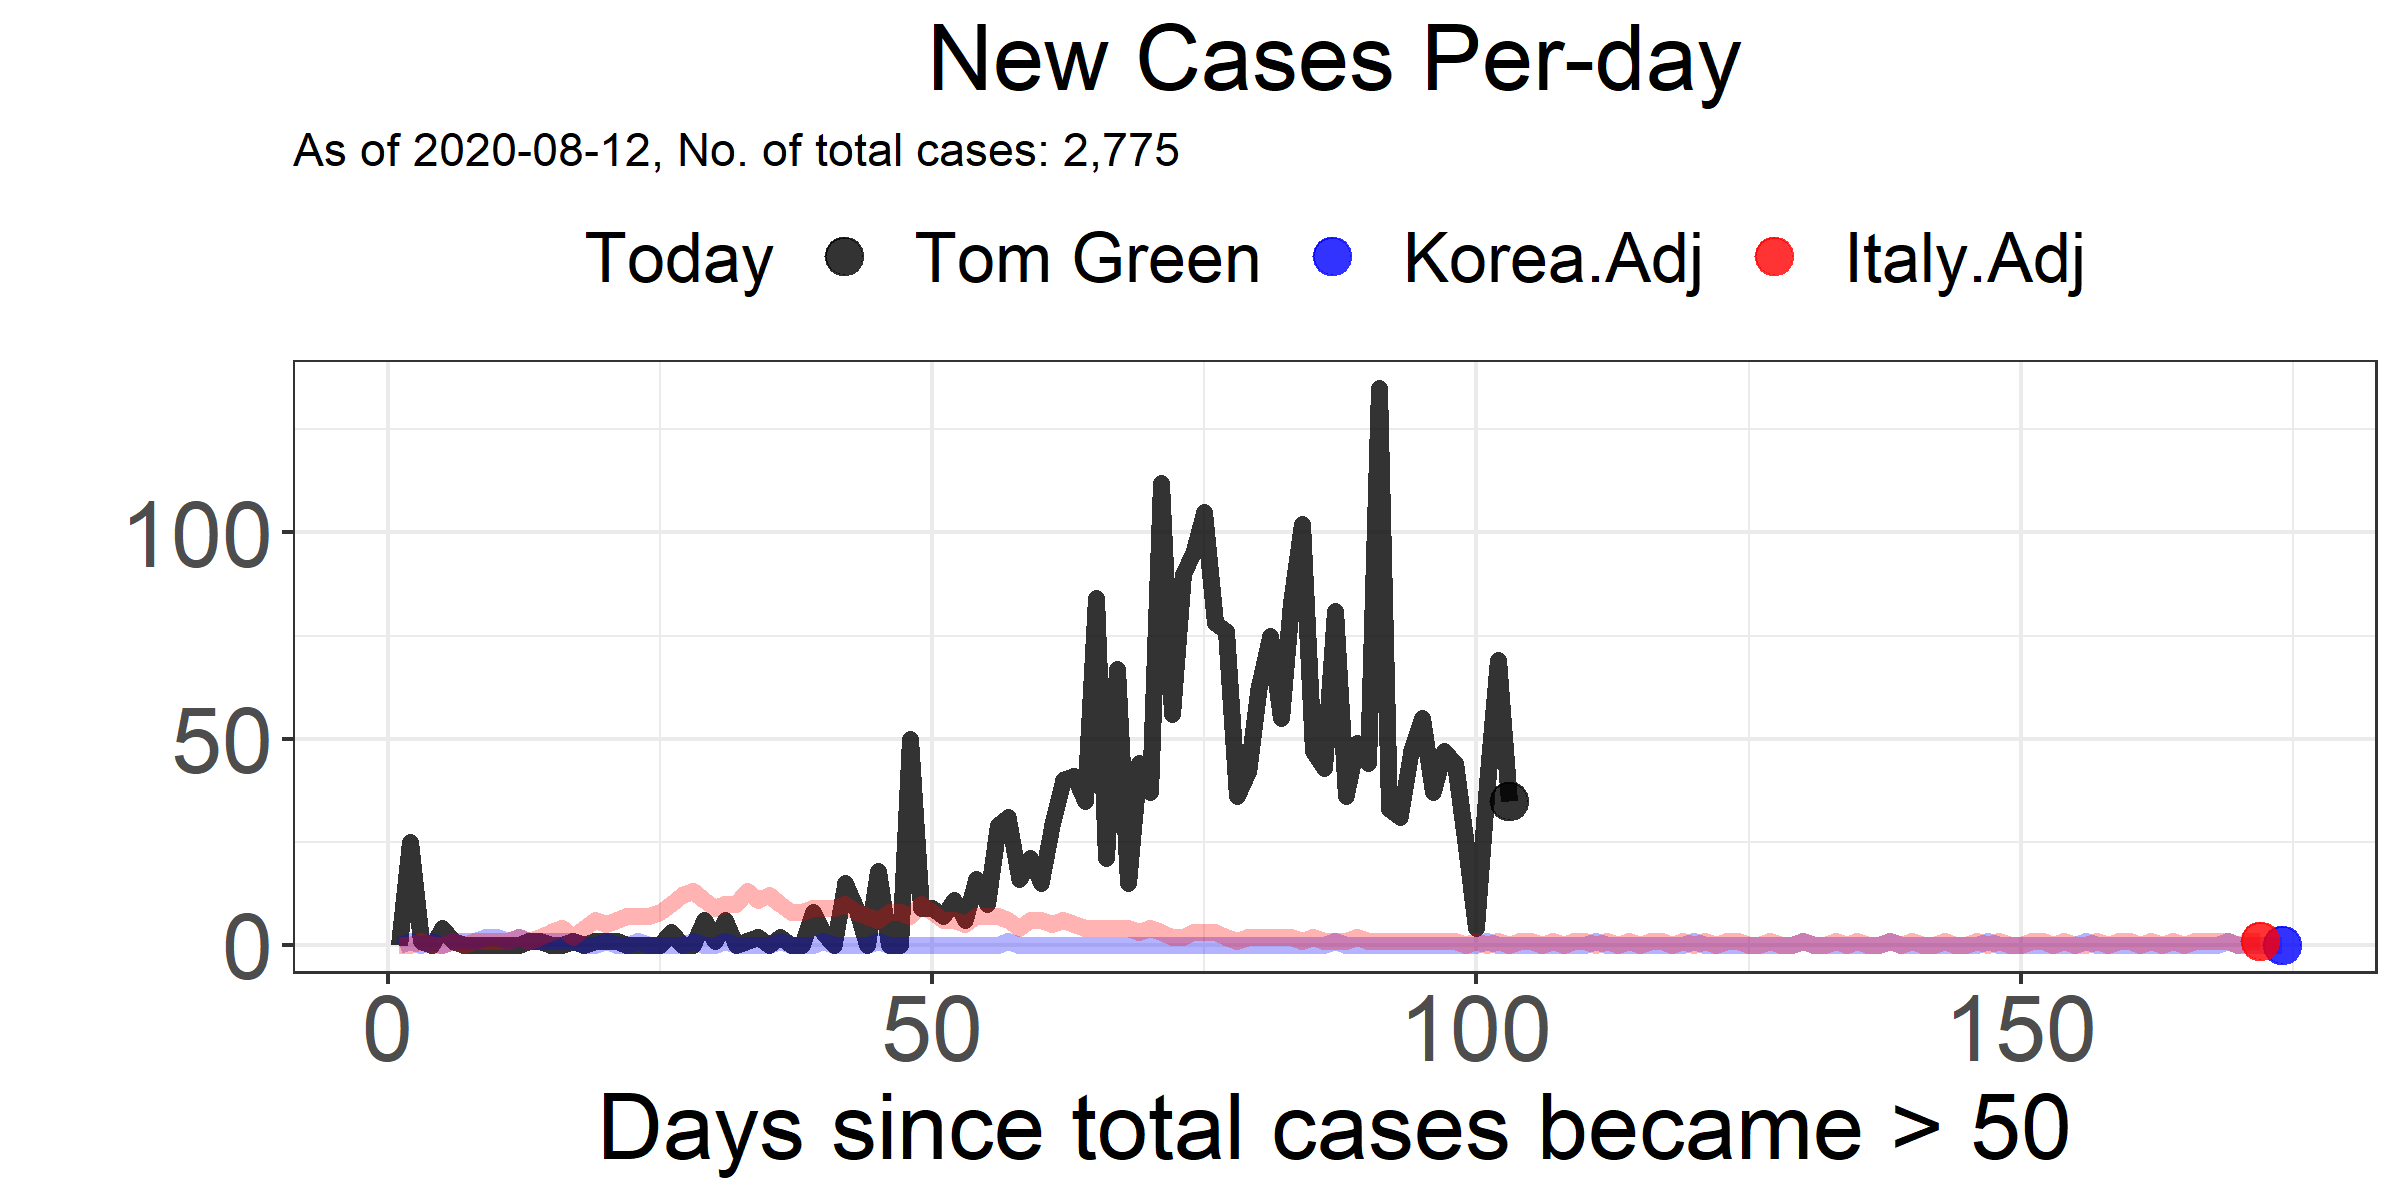 New Cases Per-day
As of 2020-08-12, No. of total cases: 2,775
Today Tom Green Korea.Adj Italy.Adj
100
50
0
0 50 100 150
Days since total cases became > 50